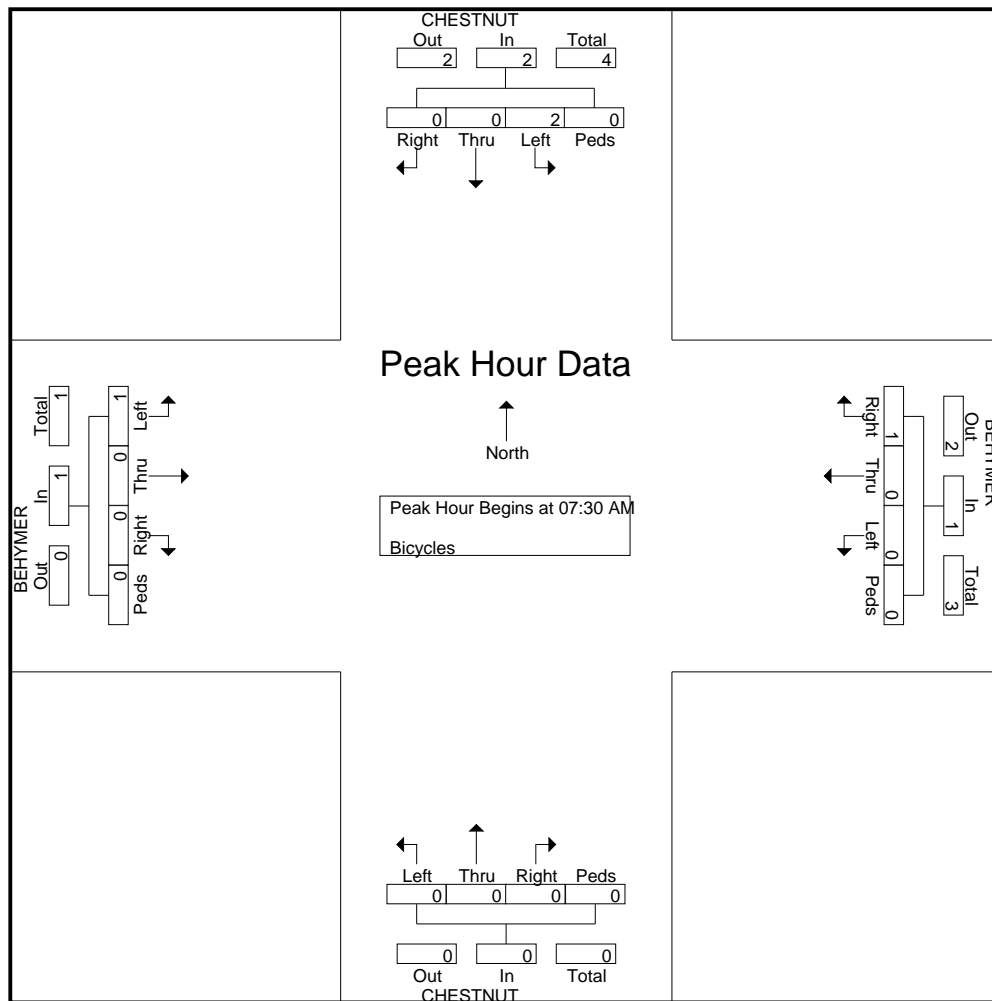 CHESTNUT
Out In Total
2 2 4
0 0 2 0
Right Thru Left Peds
Peak Hour Data
North
Peak Hour Begins at 07:30 AM
Bicycles
BEHYMER
Out In Total
0 1 1
Left Thru Right Peds
1 0 0 0
BEHYMER
Out In Total
2 1 3
Right Thru Left Peds
1 0 0 0
Left Thru Right Peds
0 0 0 0
0 0 0
Out In Total
CHESTNUT